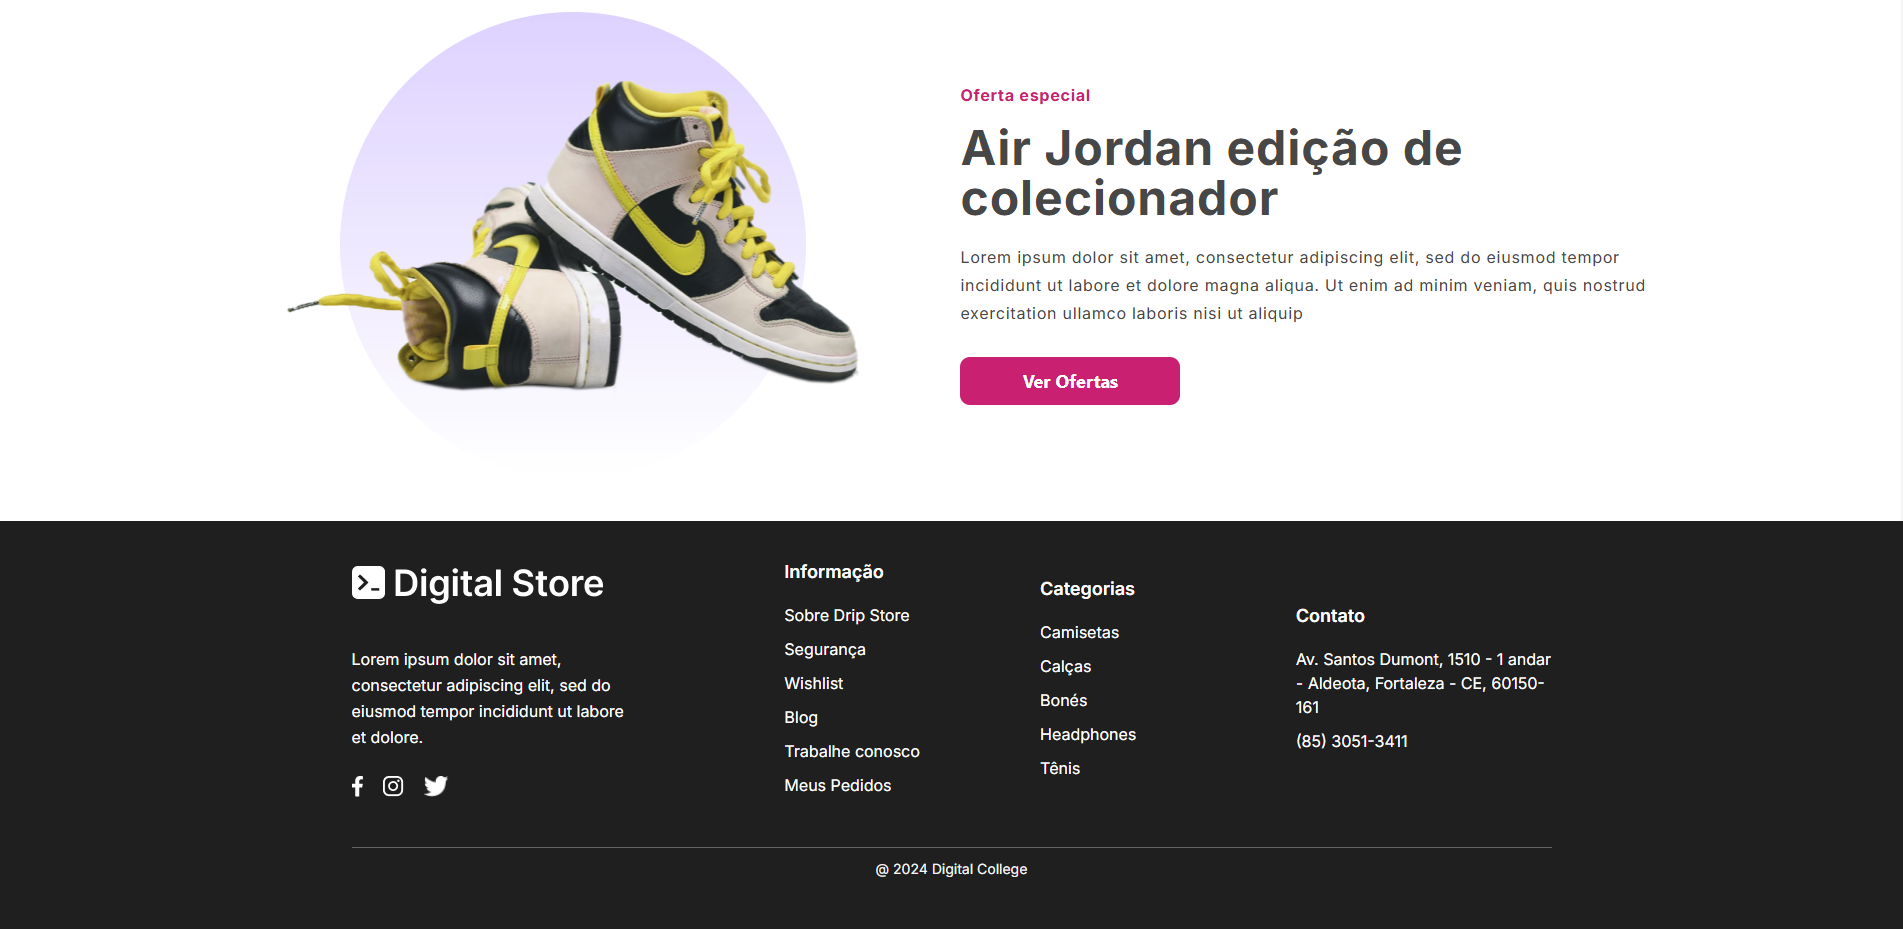 Oferta especial
Air Jordan edição de
colecionador
Lorem ipsum dolor sit amet, consectetur adipiscing elit, sed do eiusmod tempor
incididunt ut labore et dolore magna aliqua. Ut enim ad minim veniam, quis nostrud
exercitation ullamco laboris nisi ut aliquip
Ver Ofertas
Digital Store
Lorem ipsum dolor sit amet,
consectetur adipiscing elit, sed do
eiusmod tempor incididunt ut labore
et dolore.
Informação
Sobre Drip Store
Segurança
Wishlist
Blog
Trabalhe conosco
Meus Pedidos
Categorias
Camisetas
Calças
Bonés
Headphones
Tênis
Contato
Av. Santos Dumont, 1510 - 1 andar
- Aldeota, Fortaleza - CE, 60150-
161
(85) 3051-3411
@ 2024 Digital College